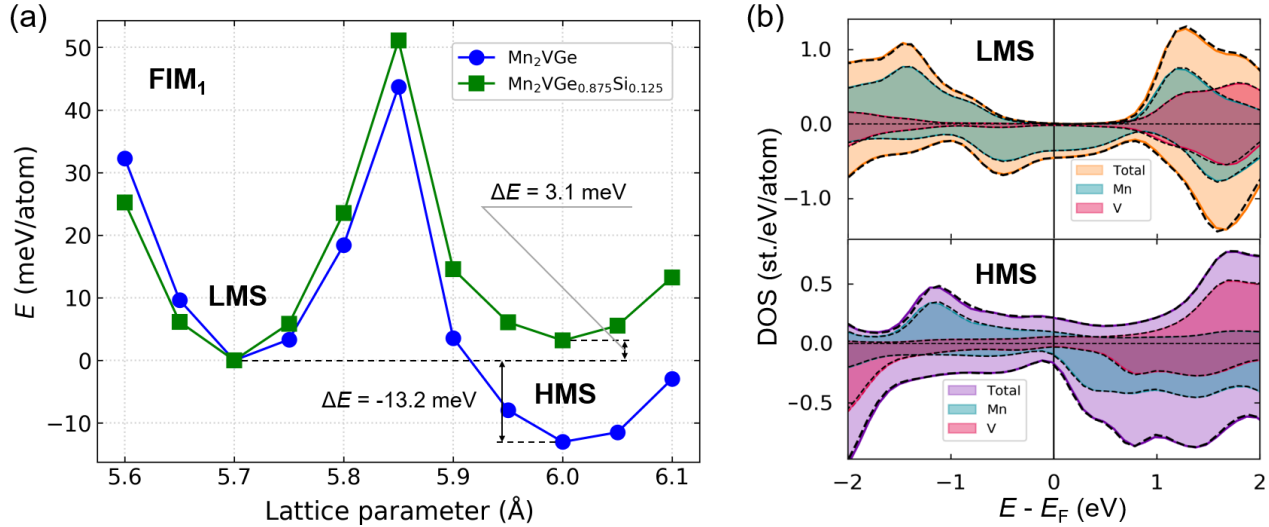 (a)
E (meV/atom)
50
40
30
20
10
0
−10
FIM₁
Mn₂VGe
Mn₂VGe₀.₈₇₅Si₀.₁₂₅
ΔE = 3.1 meV
LMS
HMS
ΔE = -13.2 meV
5.6 5.7 5.8 5.9 6.0 6.1
Lattice parameter (Å)
(b)
DOS (st./eV/atom)
1.0
0.0
−1.0
LMS
Total
Mn
V
0.5
0.0
−0.5
HMS
Total
Mn
V
−2 −1 0 1 2
E - E_F (eV)